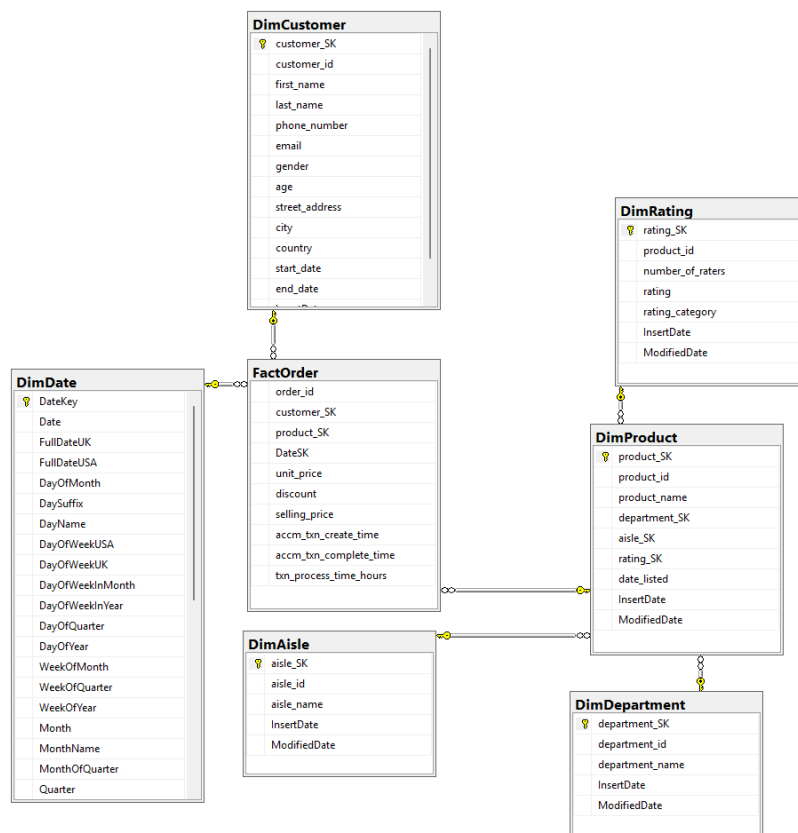 DimCustomer
customer_SK
customer_id
first_name
last_name
phone_number
email
gender
age
street_address
city
country
start_date
end_date
DimRating
rating_SK
product_id
number_of_raters
rating
rating_category
InsertDate
ModifiedDate
DimDate
DateKey
Date
FullDateUK
FullDateUSA
DayOfMonth
DaySuffix
DayName
DayOfWeekUSA
DayOfWeekUK
DayOfWeekInMonth
DayOfWeekInYear
DayOfQuarter
DayOfYear
WeekOfMonth
WeekOfQuarter
WeekOfYear
Month
MonthName
MonthOfQuarter
Quarter
FactOrder
order_id
customer_SK
product_SK
DateSK
unit_price
discount
selling_price
accm_txn_create_time
accm_txn_complete_time
txn_process_time_hours
DimProduct
product_SK
product_id
product_name
department_SK
aisle_SK
rating_SK
date_listed
InsertDate
ModifiedDate
DimAisle
aisle_SK
aisle_id
aisle_name
InsertDate
ModifiedDate
DimDepartment
department_SK
department_id
department_name
InsertDate
ModifiedDate